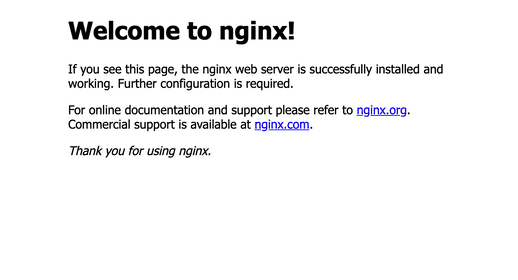 Welcome to nginx!
If you see this page, the nginx web server is successfully installed and
working. Further configuration is required.
For online documentation and support please refer to nginx.org.
Commercial support is available at nginx.com.
Thank you for using nginx.